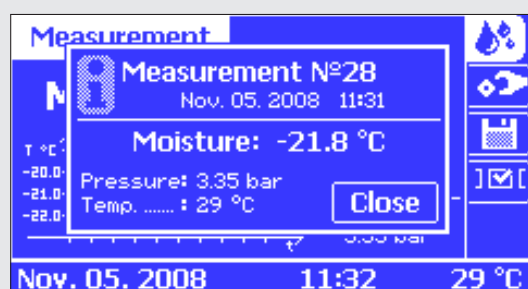 Measurement
Measurement Nº28
Nov. 05. 2008 11:31
Moisture: -21.8 °C
Pressure: 3.35 bar
Temp. ...... : 29 °C
Close
T °C
-20.0
-21.0
-22.0
t
Nov. 05. 2008 11:32 29 °C